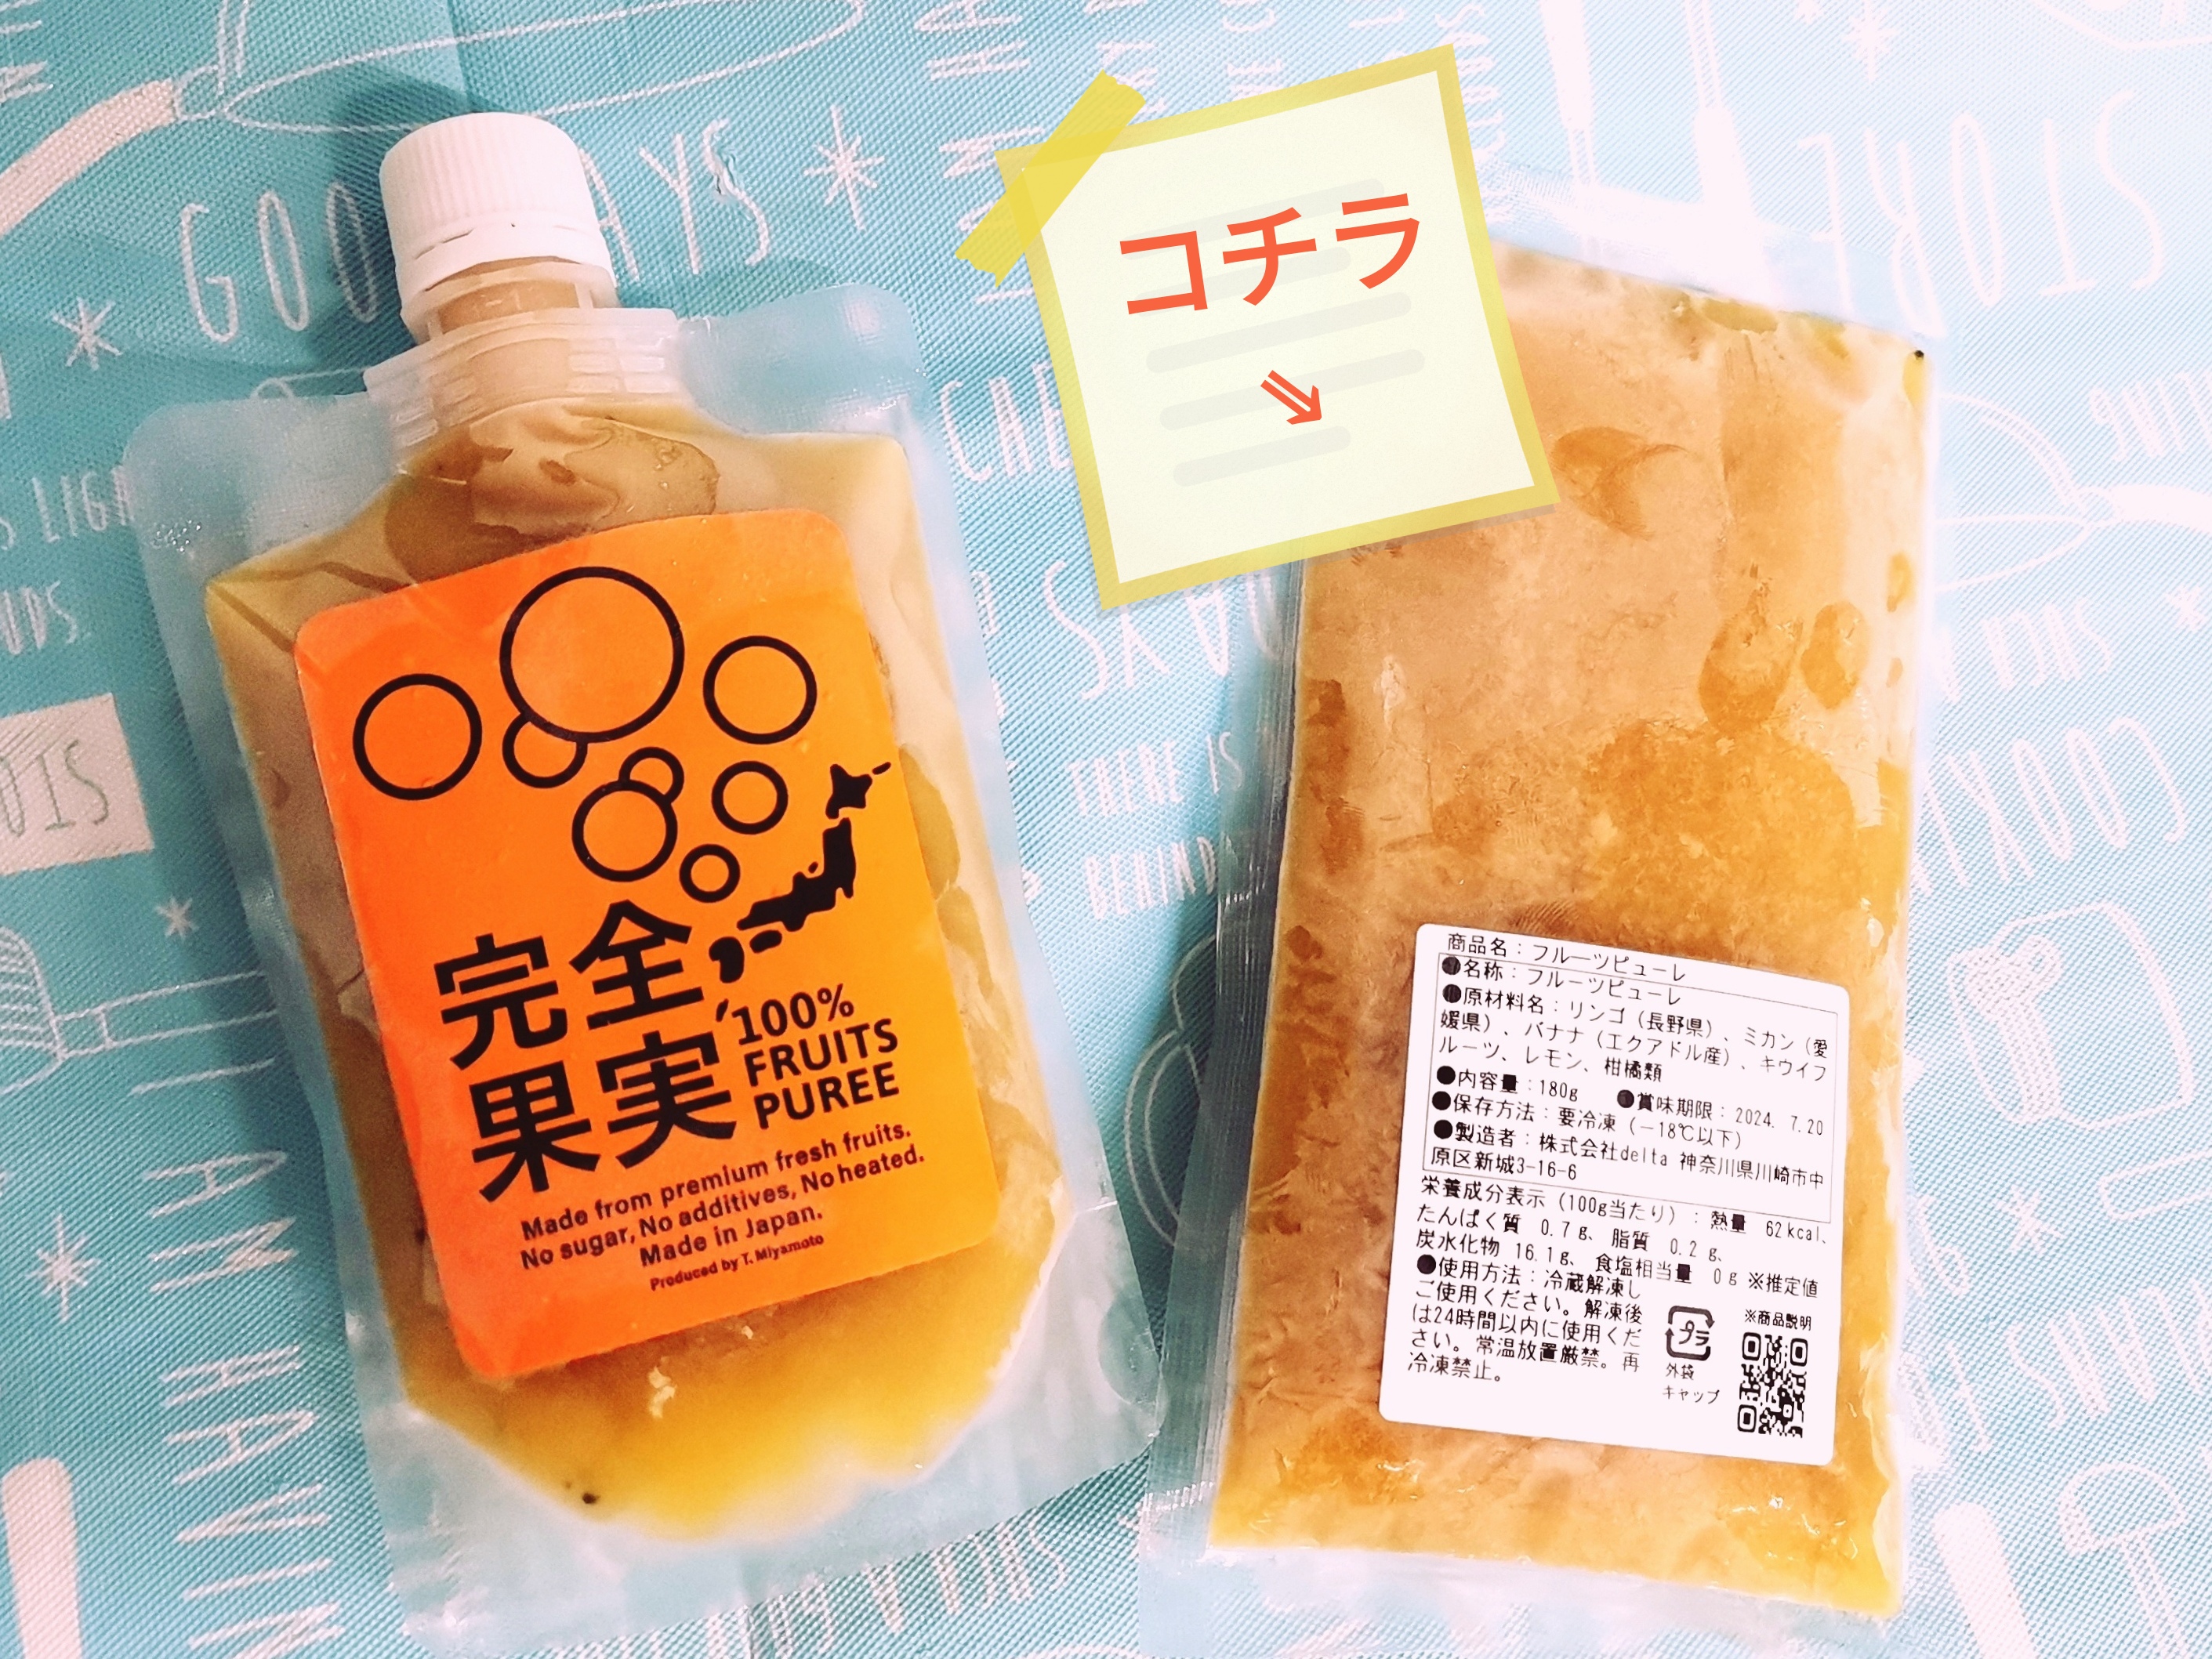 コチラ
⇘
完全
果実
'100%
FRUITS
PUREE
Made from premium fresh fruits.
No sugar, No additives, No heated.
Made in Japan.
Produced by T. Miyamoto
商品名：フルーツピューレ
●名称：フルーツピューレ
●原材料名：リンゴ（長野県）、ミカン（愛
媛県）、バナナ（エクアドル産）、キウイフ
ルーツ、レモン、柑橘類
●内容量：180g ●賞味期限：2024. 7.20
●保存方法：要冷凍（－18℃以下）
●製造者：株式会社delta 神奈川県川崎市中
原区新城3-16-6
栄養成分表示（100g当たり）：熱量 62kcal、
たんぱく質 0.7g、脂質 0.2g、
炭水化物 16.1g、食塩相当量 0g ※推定値
●使用方法：冷蔵解凍し
ご使用ください。解凍後
は24時間以内に使用くだ
さい。常温放置厳禁。再
冷凍禁止。
プラ
外袋
キャップ
※商品説明
GOO
AYS
STORE
THERE IS
BEHIND
I AM HAVIN